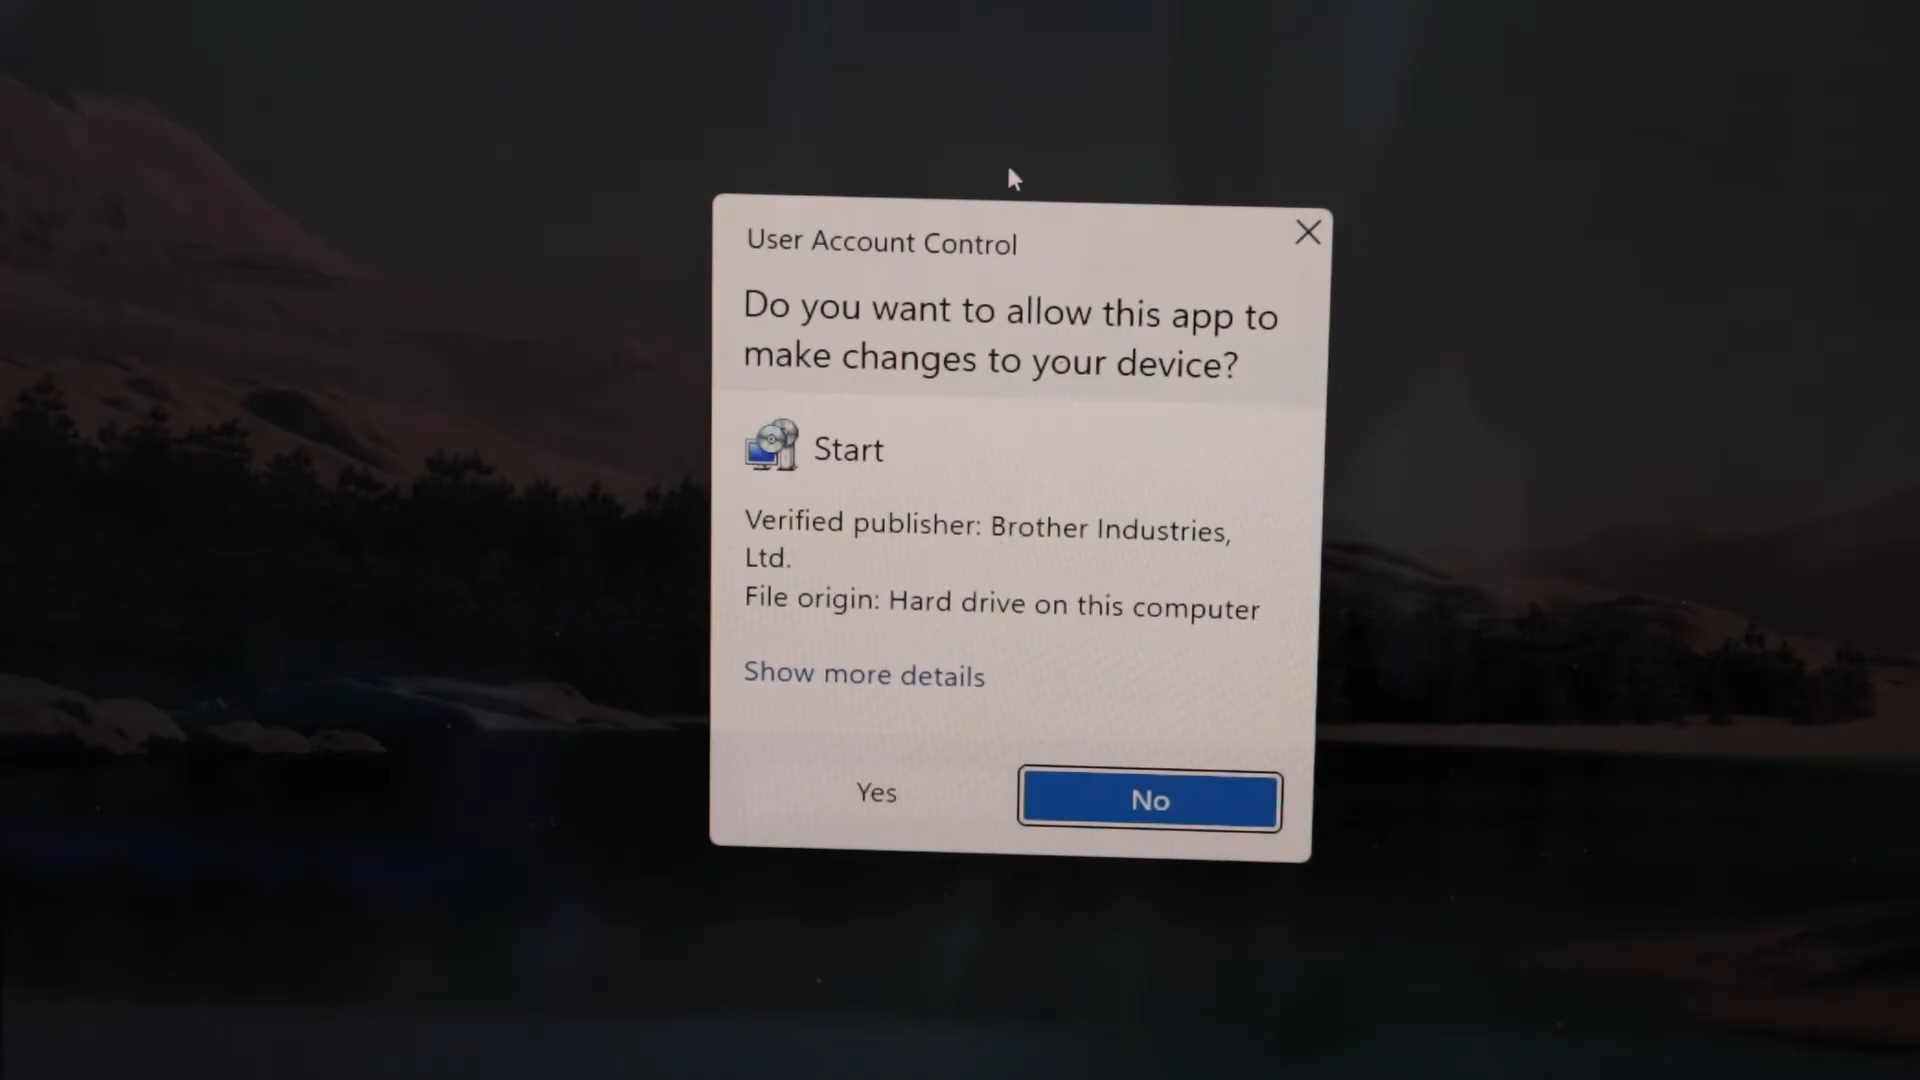 User Account Control
Do you want to allow this app to
make changes to your device?
Start
Verified publisher: Brother Industries,
Ltd.
File origin: Hard drive on this computer
Show more details
Yes
No